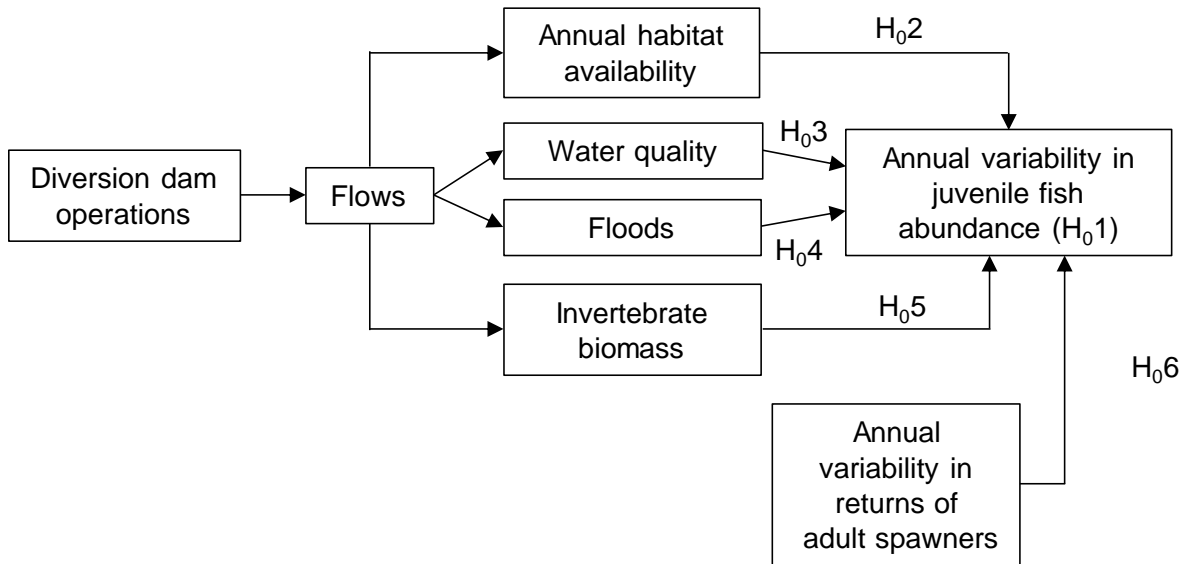 Annual habitat
availability
H₀2
Water quality
H₀3
Diversion dam
operations
Flows
Floods
H₀4
Annual variability in
juvenile fish
abundance (H₀1)
Invertebrate
biomass
H₀5
H₀6
Annual
variability in
returns of
adult spawners